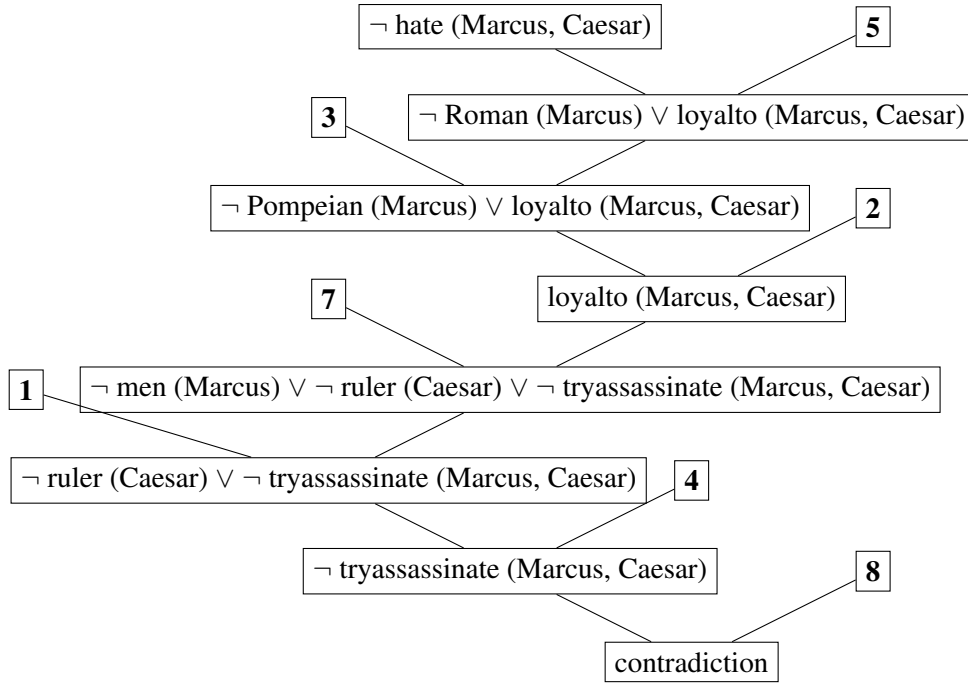 ¬ hate (Marcus, Caesar)
5
3
¬ Roman (Marcus) ∨ loyalto (Marcus, Caesar)
¬ Pompeian (Marcus) ∨ loyalto (Marcus, Caesar)
2
7
loyalto (Marcus, Caesar)
1
¬ men (Marcus) ∨ ¬ ruler (Caesar) ∨ ¬ tryassassinate (Marcus, Caesar)
¬ ruler (Caesar) ∨ ¬ tryassassinate (Marcus, Caesar)
4
¬ tryassassinate (Marcus, Caesar)
8
contradiction